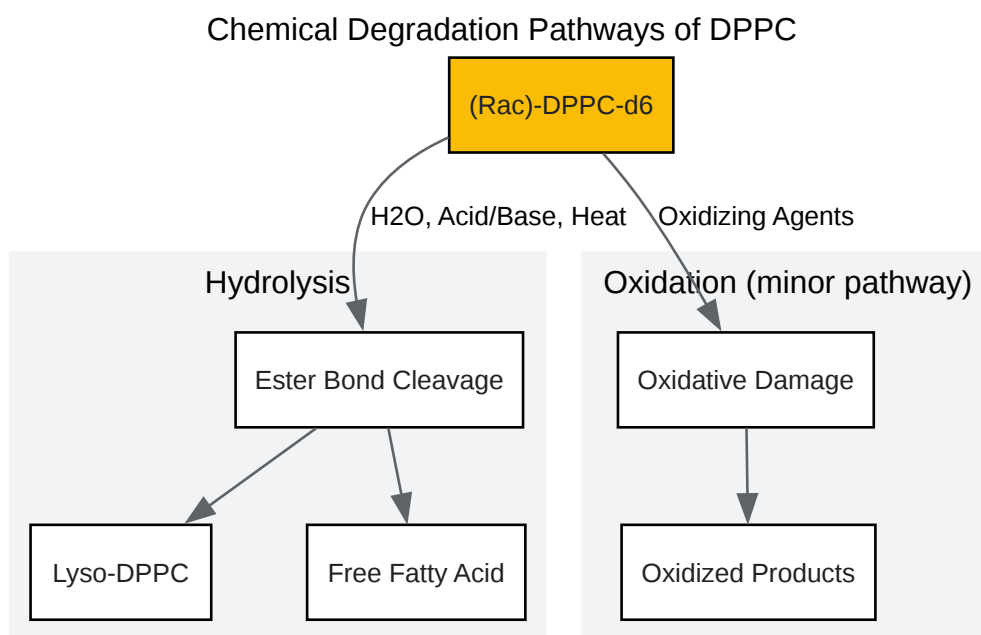 Chemical Degradation Pathways of DPPC
(Rac)-DPPC-d6
H2O, Acid/Base, Heat
Oxidizing Agents
Hydrolysis
Oxidation (minor pathway)
Ester Bond Cleavage
Oxidative Damage
Lyso-DPPC
Free Fatty Acid
Oxidized Products